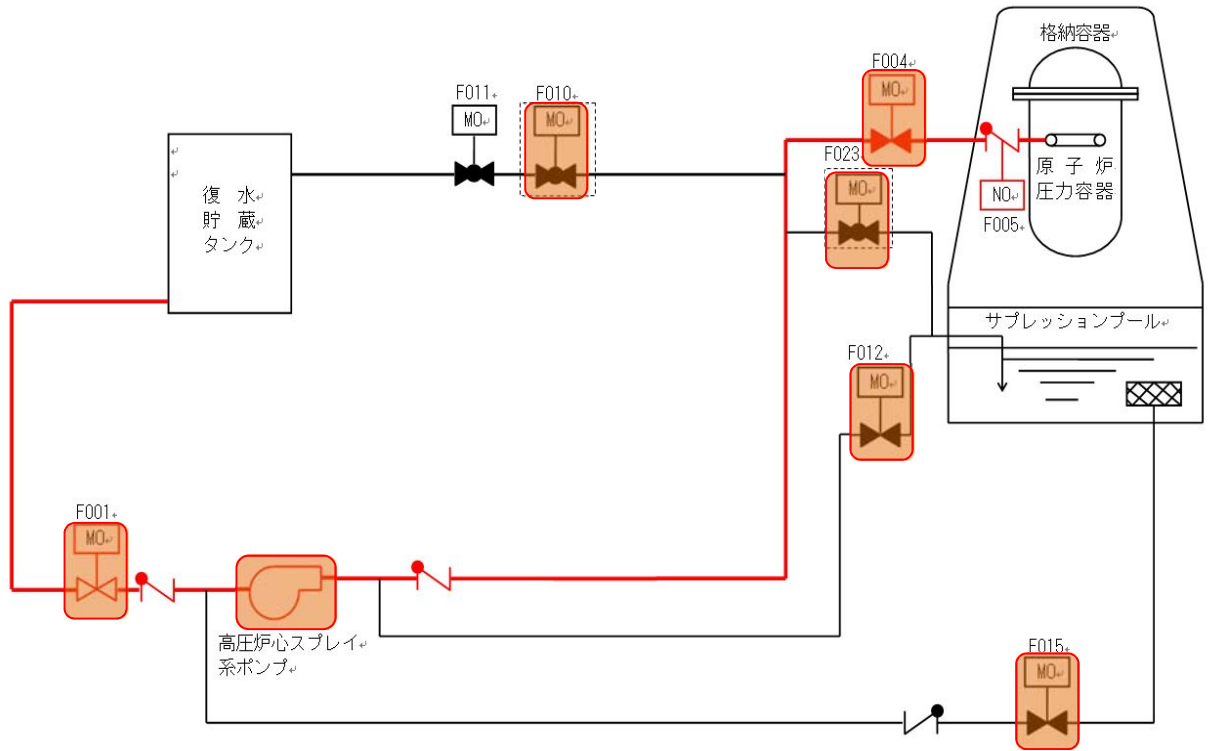 格納容器
F004
MO
F011
MO
F010
MO
F023
MO
復 水
貯 蔵
タンク
原 子 炉
圧力容器
NO
F005
サプレッションプール
F012
MO
F001
MO
高圧炉心スプレイ
系ポンプ
F015
MO